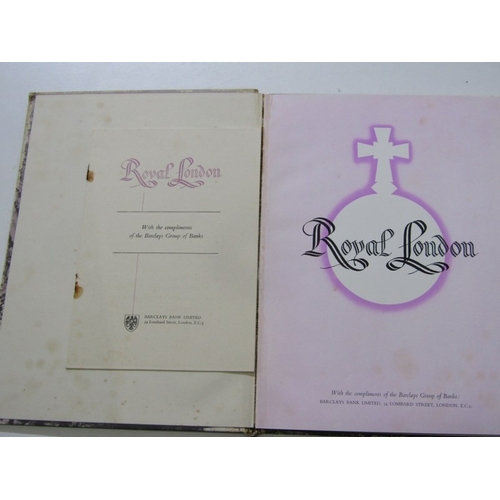 Royal London
With the compliments
of the Barclays Group of Banks
BARCLAYS BANK LIMITED
54 Lombard Street, London, E.C.3
Royal London
With the compliments of the Barclays Group of Banks
BARCLAYS BANK LIMITED, 54 LOMBARD STREET, LONDON, E.C.3